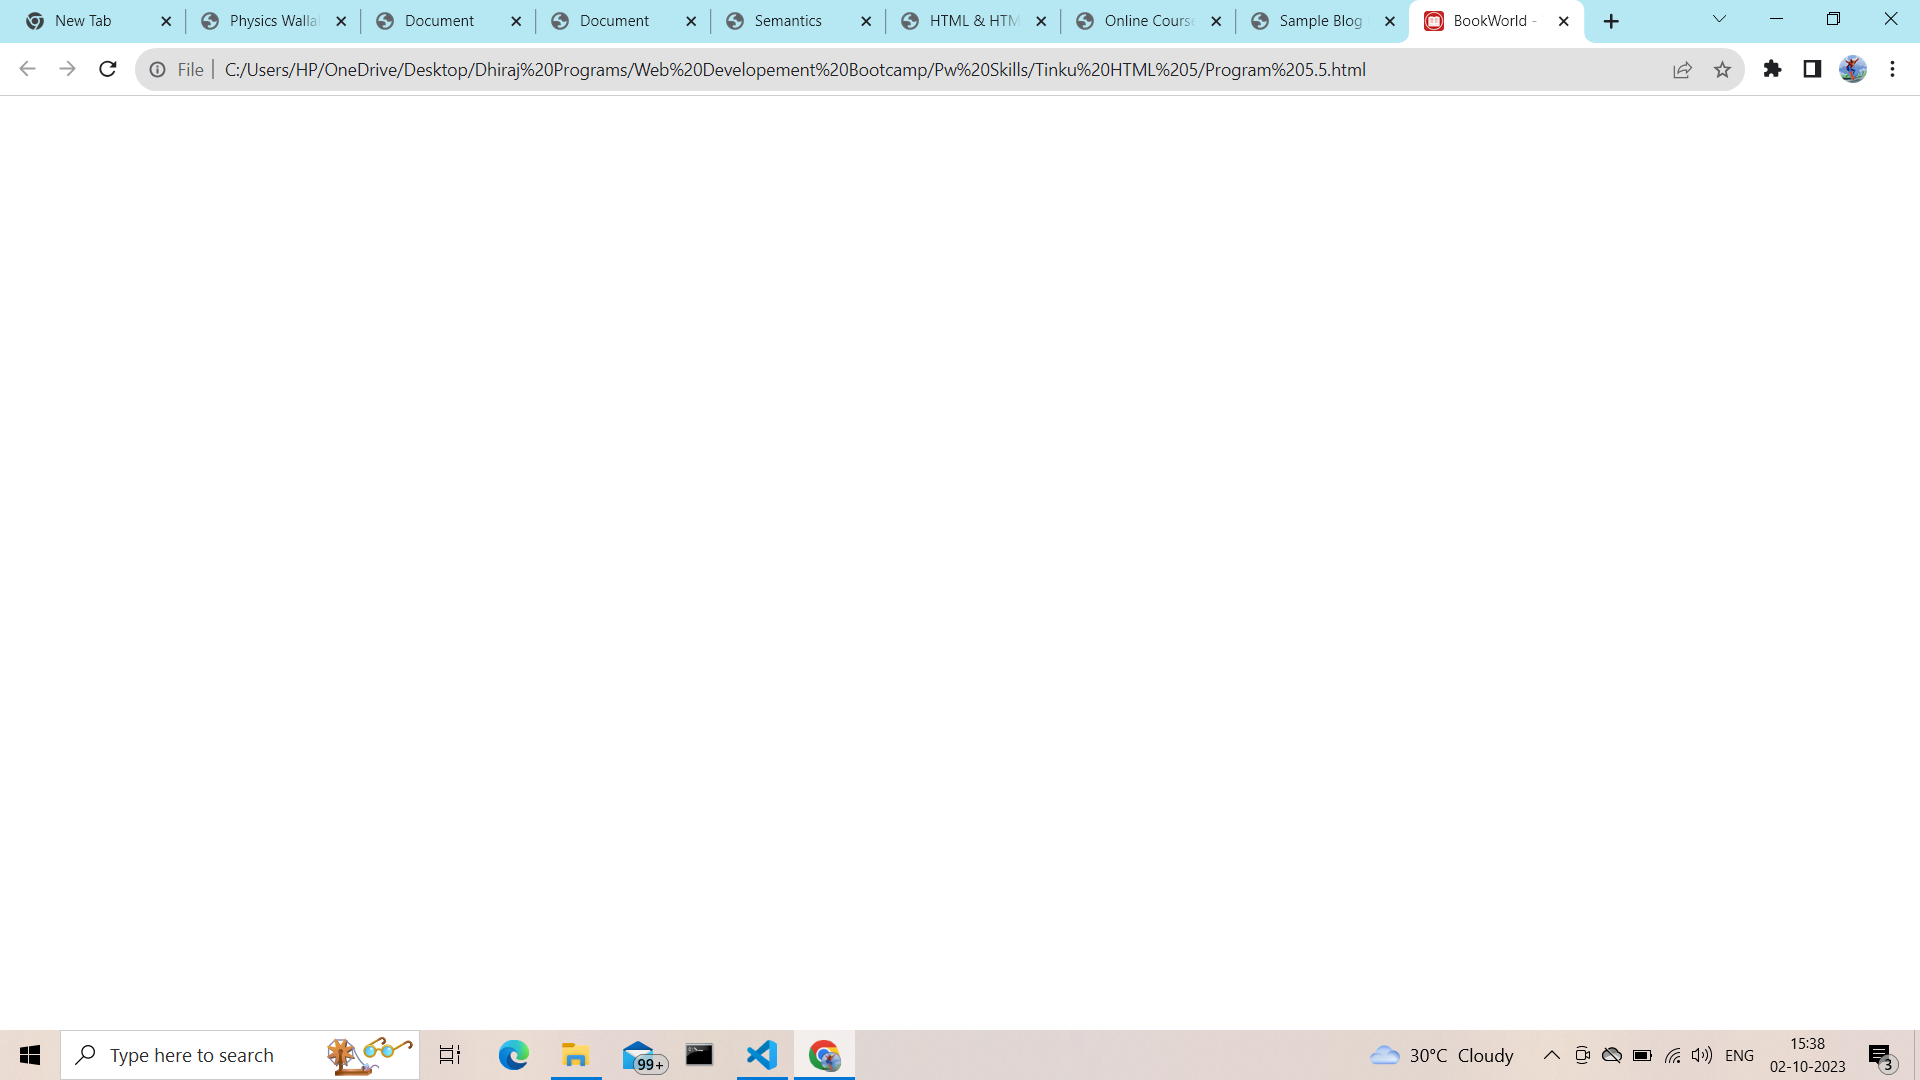 New Tab
Physics Walla
Document
Document
Semantics
HTML & HTM
Online Course
Sample Blog
BookWorld -
File | C:/Users/HP/OneDrive/Desktop/Dhiraj%20Programs/Web%20Developement%20Bootcamp/Pw%20Skills/Tinku%20HTML%205/Program%205.5.html
Type here to search
99+
30°C Cloudy
ENG
15:38
02-10-2023
3